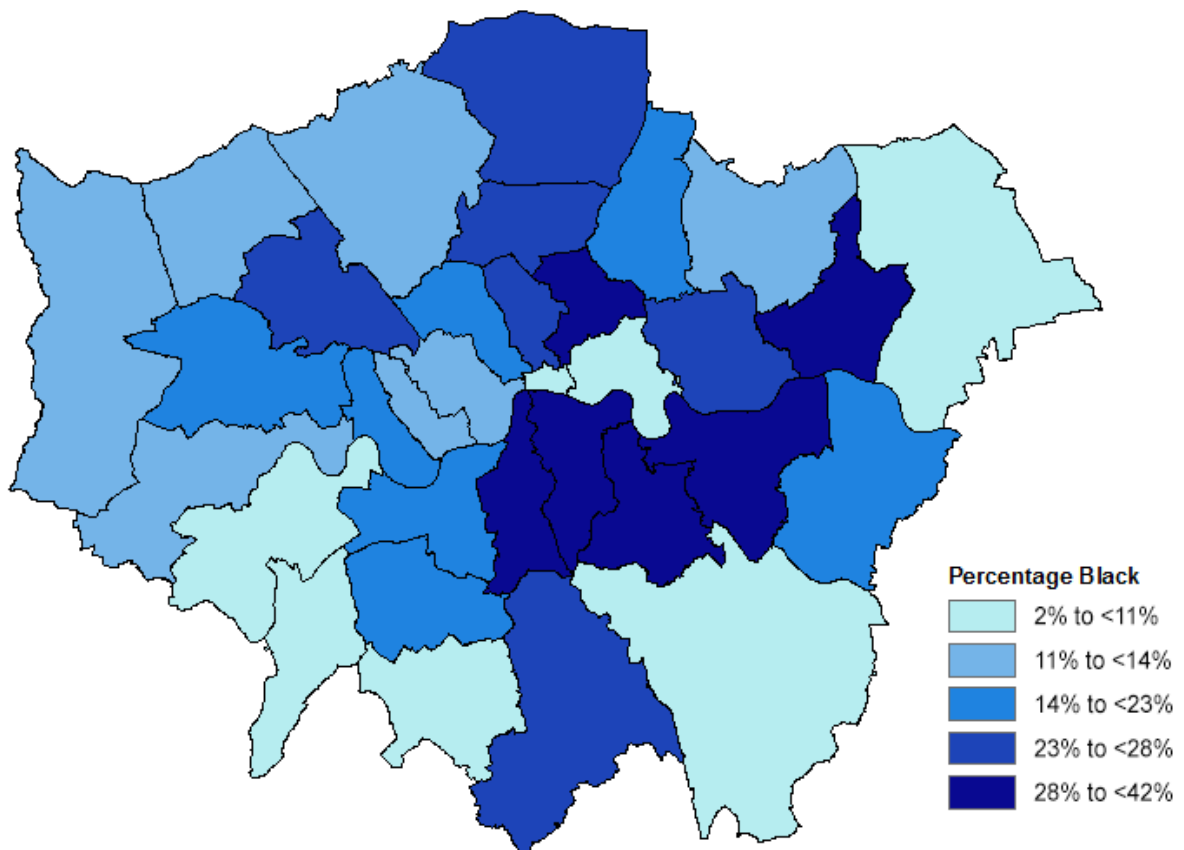 Percentage Black
2% to <11%
11% to <14%
14% to <23%
23% to <28%
28% to <42%